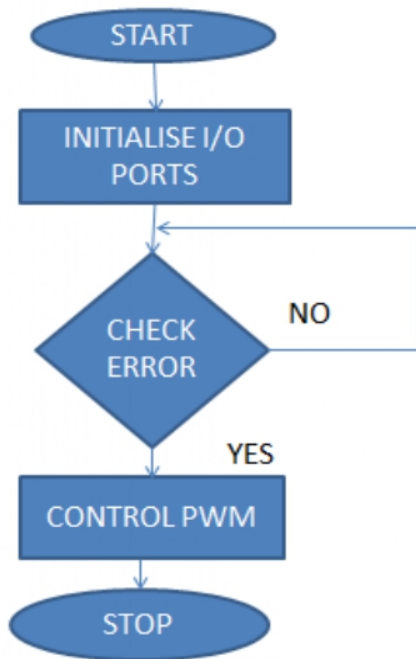 START
INITIALISE I/O
PORTS
CHECK
ERROR
NO
YES
CONTROL PWM
STOP